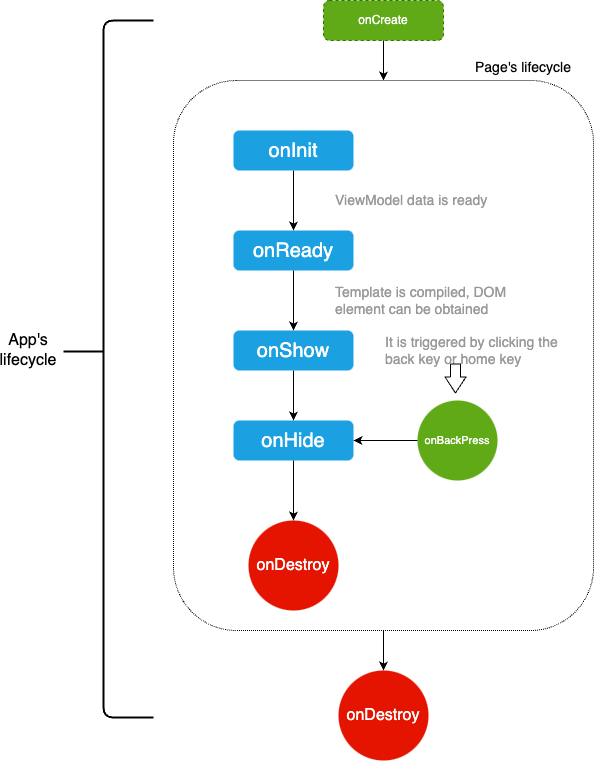 onCreate
Page's lifecycle
onInit
ViewModel data is ready
onReady
Template is compiled, DOM
element can be obtained
App's
lifecycle
onShow
It is triggered by clicking the
back key or home key
onHide
onBackPress
onDestroy
onDestroy